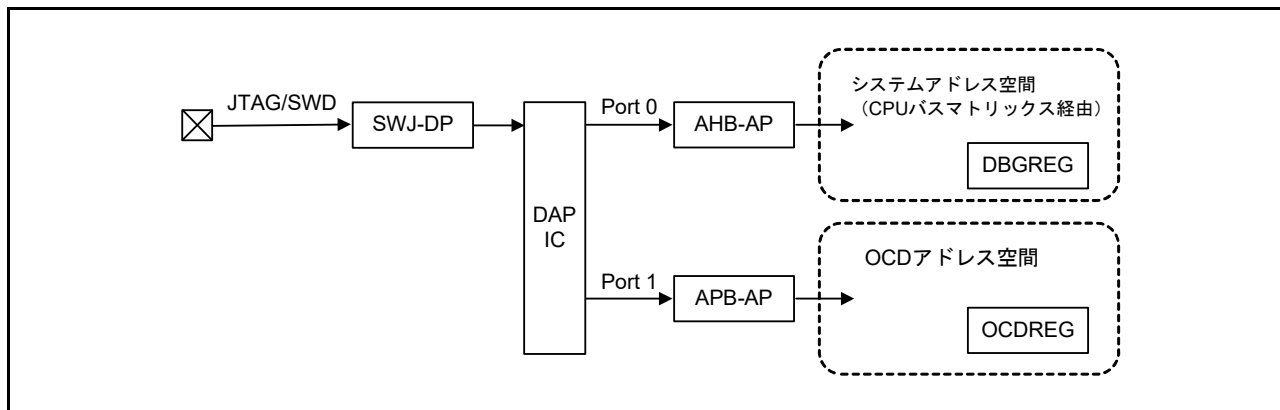 JTAG/SWD
SWJ-DP
DAP
IC
Port 0
AHB-AP
システムアドレス空間
（CPUバスマトリックス経由）
DBGREG
Port 1
APB-AP
OCDアドレス空間
OCDREG